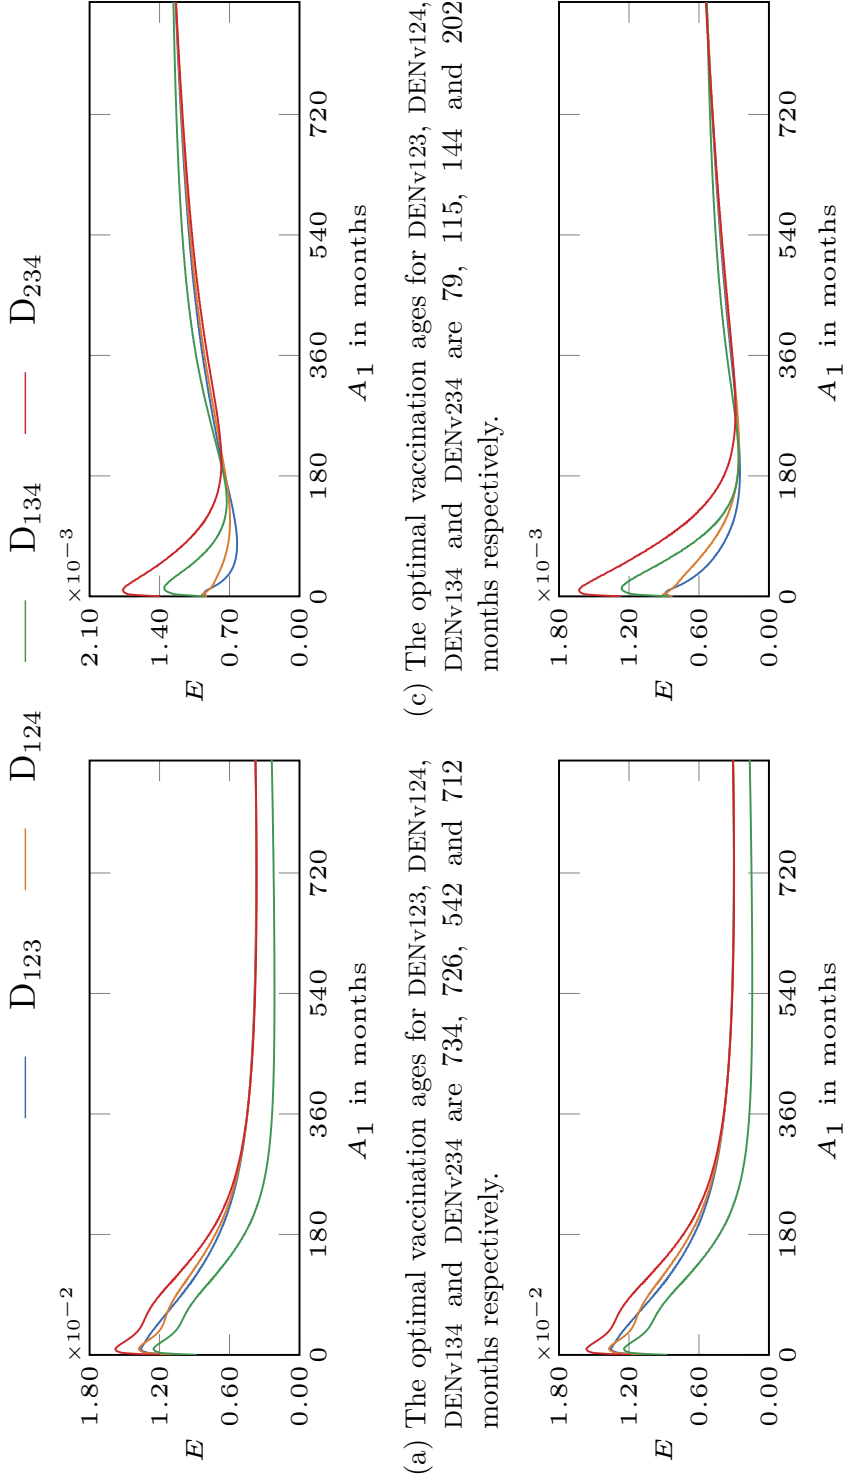 D123 D124 D134 D234
×10−2
1.80
1.20
0.60
0.00
E
0 180 360 540 720
A1 in months
(a) The optimal vaccination ages for DENv123, DENv124,
DENv134 and DENv234 are 734, 726, 542 and 712
months respectively.
×10−3
2.10
1.40
0.70
0.00
E
0 180 360 540 720
A1 in months
(c) The optimal vaccination ages for DENv123, DENv124,
DENv134 and DENv234 are 79, 115, 144 and 202
months respectively.
×10−2
1.80
1.20
0.60
0.00
E
0 180 360 540 720
A1 in months
×10−3
1.80
1.20
0.60
0.00
E
0 180 360 540 720
A1 in months